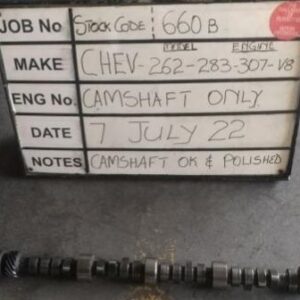 JOB No STOCK CODE: 660B
MODEL ENGINE
MAKE CHEV-262-283-307-V8
ENG No. CAMSHAFT ONLY
DATE 7 JULY 22
NOTES CAMSHAFT OK & POLISHED